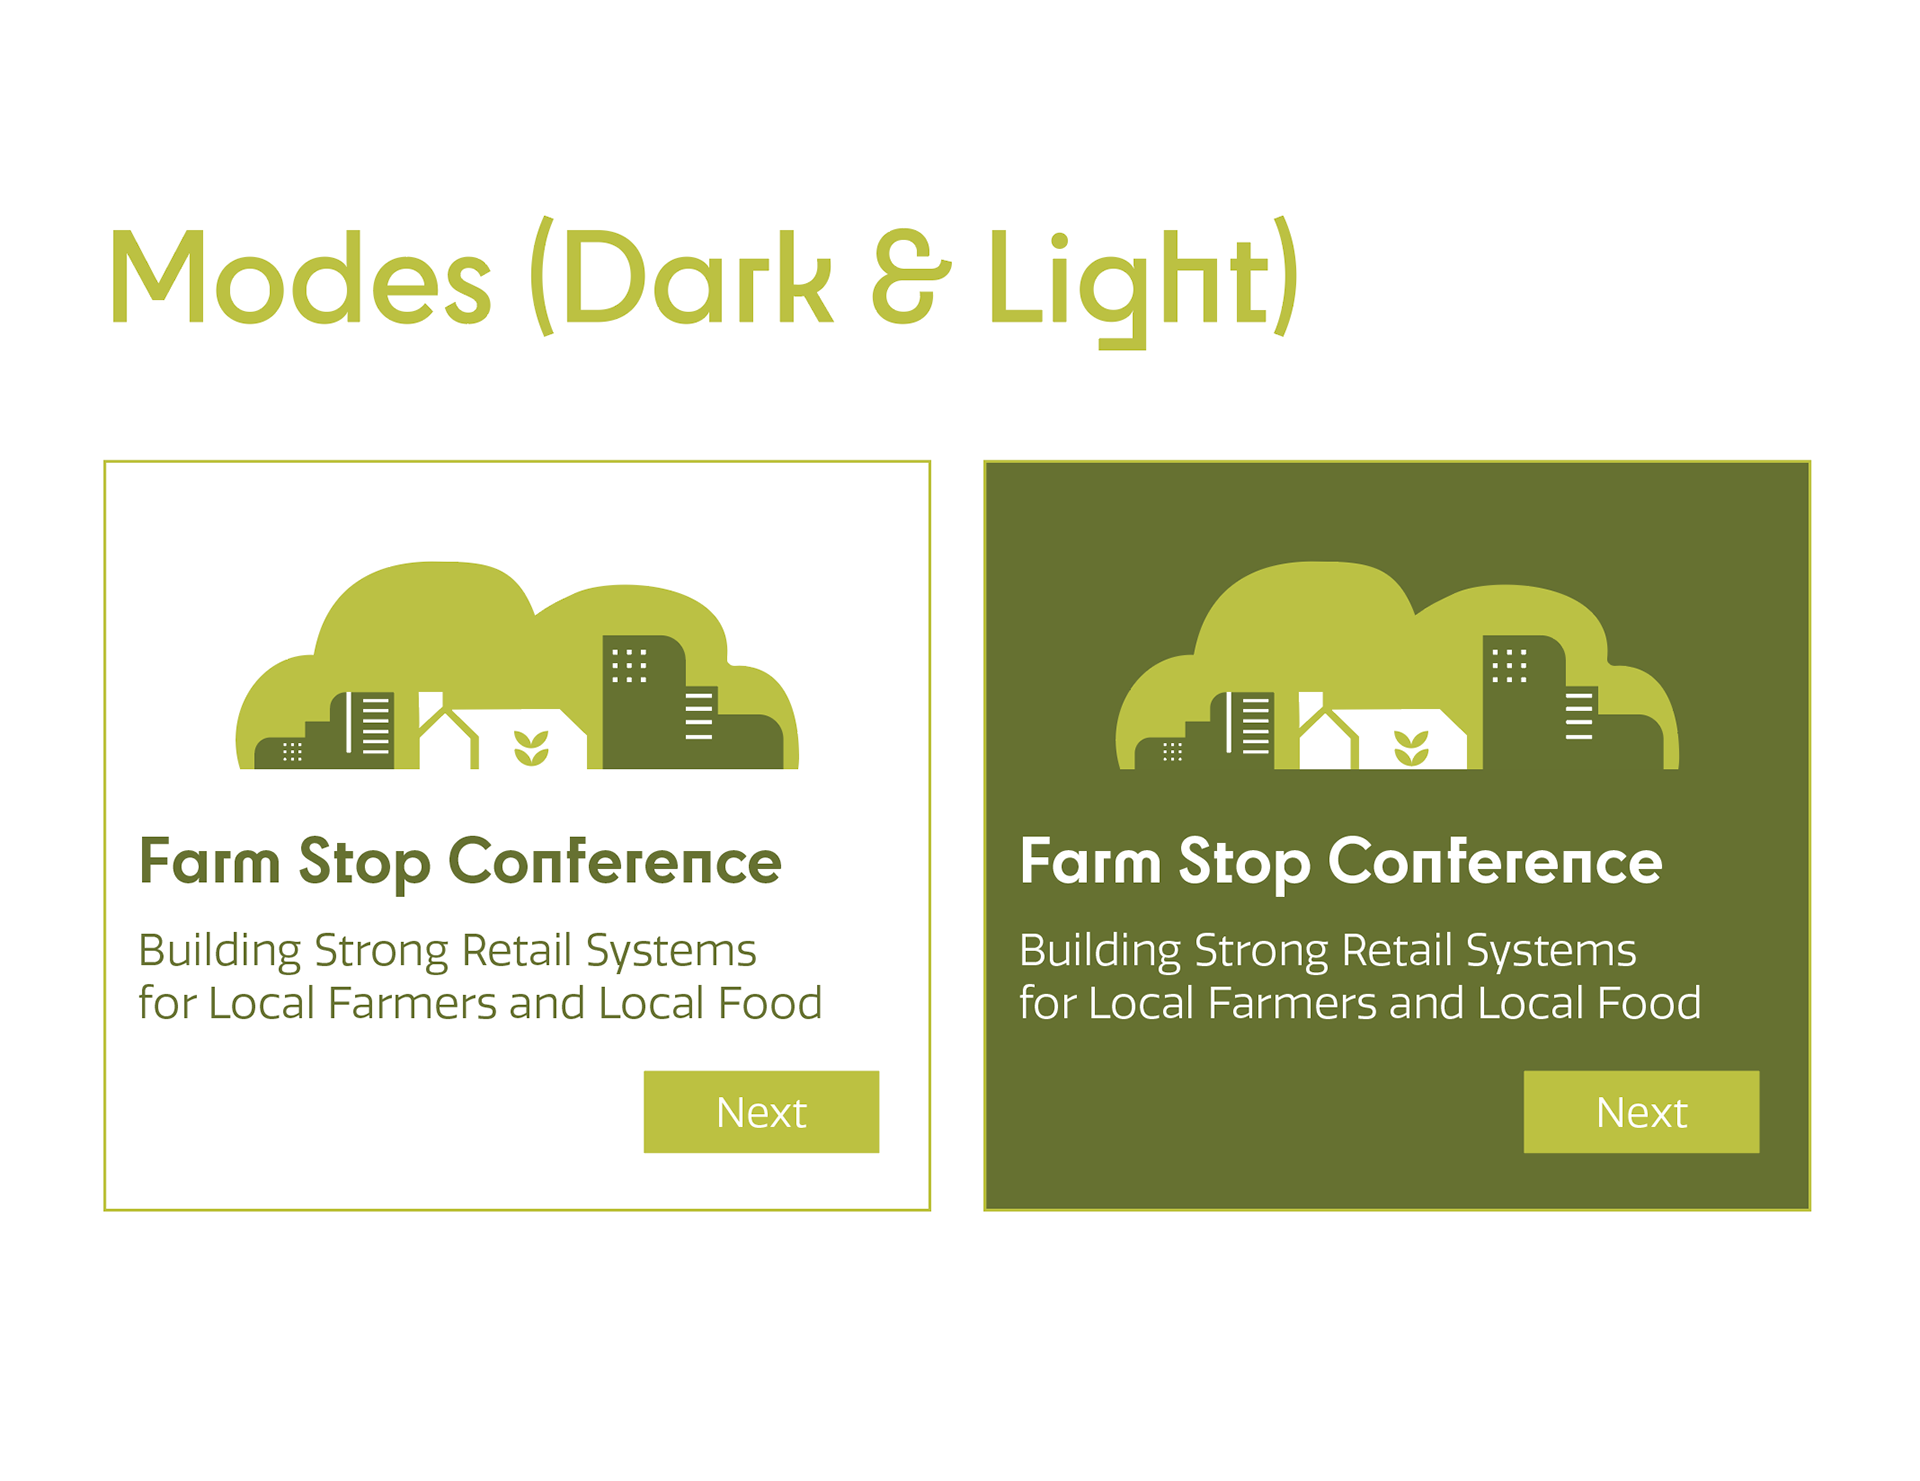 Modes (Dark & Light)
Farm Stop Conference
Building Strong Retail Systems
for Local Farmers and Local Food
Next
Farm Stop Conference
Building Strong Retail Systems
for Local Farmers and Local Food
Next